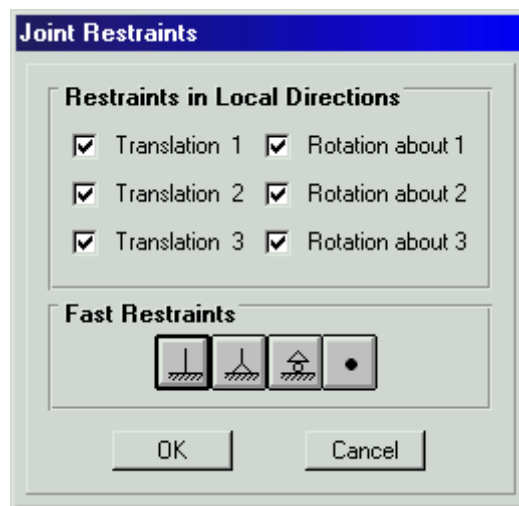 Joint Restraints
Restraints in Local Directions
Translation 1 Rotation about 1
Translation 2 Rotation about 2
Translation 3 Rotation about 3
Fast Restraints
OK Cancel